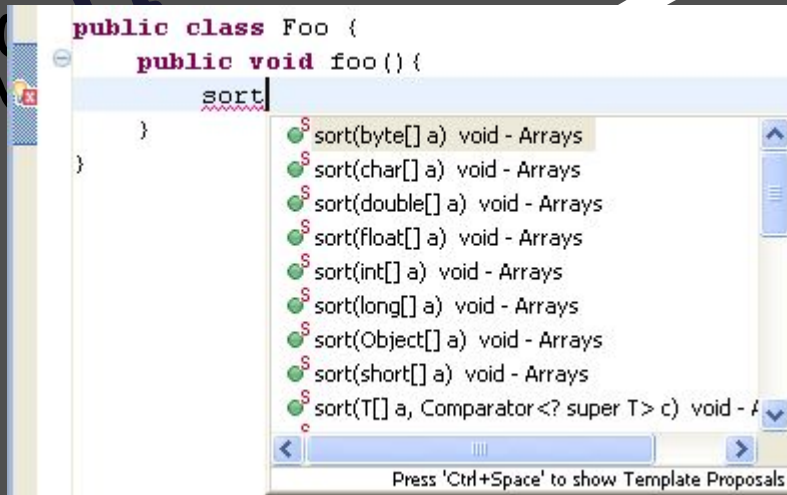 public class Foo {
public void foo(){
sort
sort(byte[] a) void - Arrays
}
sort(char[] a) void - Arrays
}
sort(double[] a) void - Arrays
sort(float[] a) void - Arrays
sort(int[] a) void - Arrays
sort(long[] a) void - Arrays
sort(Object[] a) void - Arrays
sort(short[] a) void - Arrays
sort(T[] a, Comparator<? super T> c) void -
Press 'Ctrl+Space' to show Template Proposals